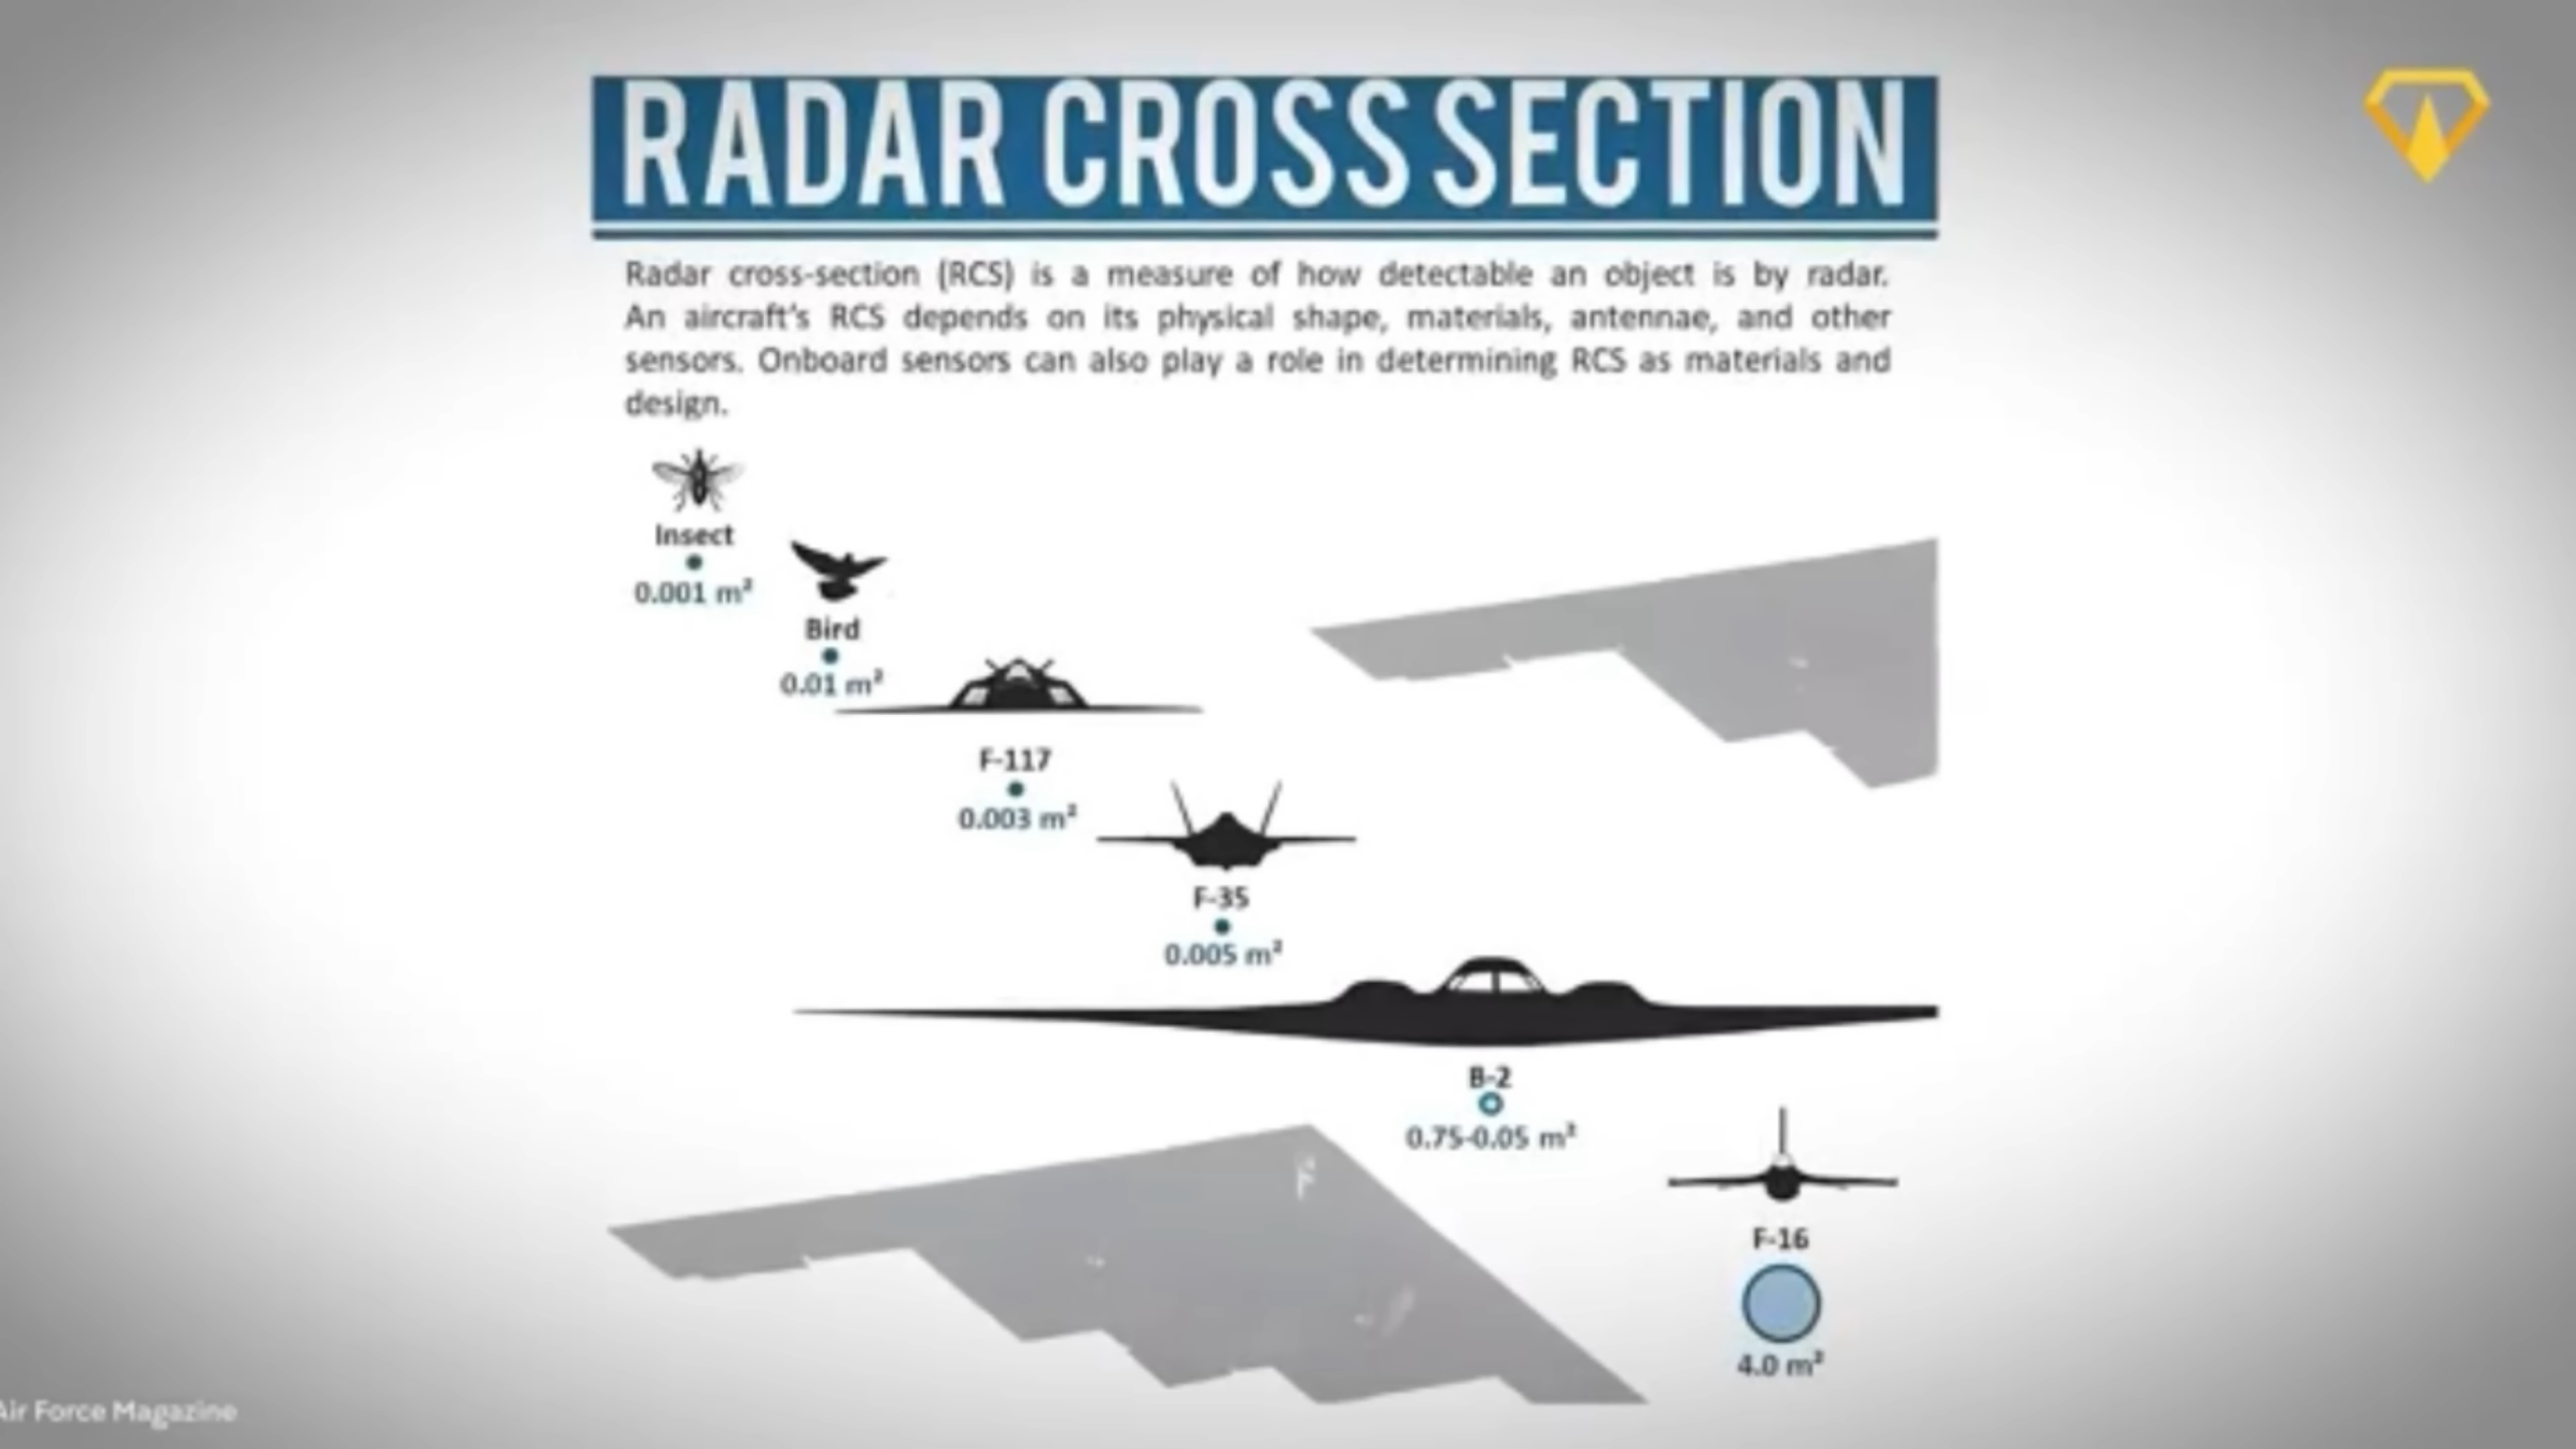 RADAR CROSS SECTION
Radar cross-section (RCS) is a measure of how detectable an object is by radar.
An aircraft's RCS depends on its physical shape, materials, antennae, and other
sensors. Onboard sensors can also play a role in determining RCS as materials and
design.
Insect
0.001 m²
Bird
0.01 m²
F-117
0.003 m²
F-35
0.005 m²
B-2
0.75-0.05 m²
F-16
4.0 m²
Air Force Magazine